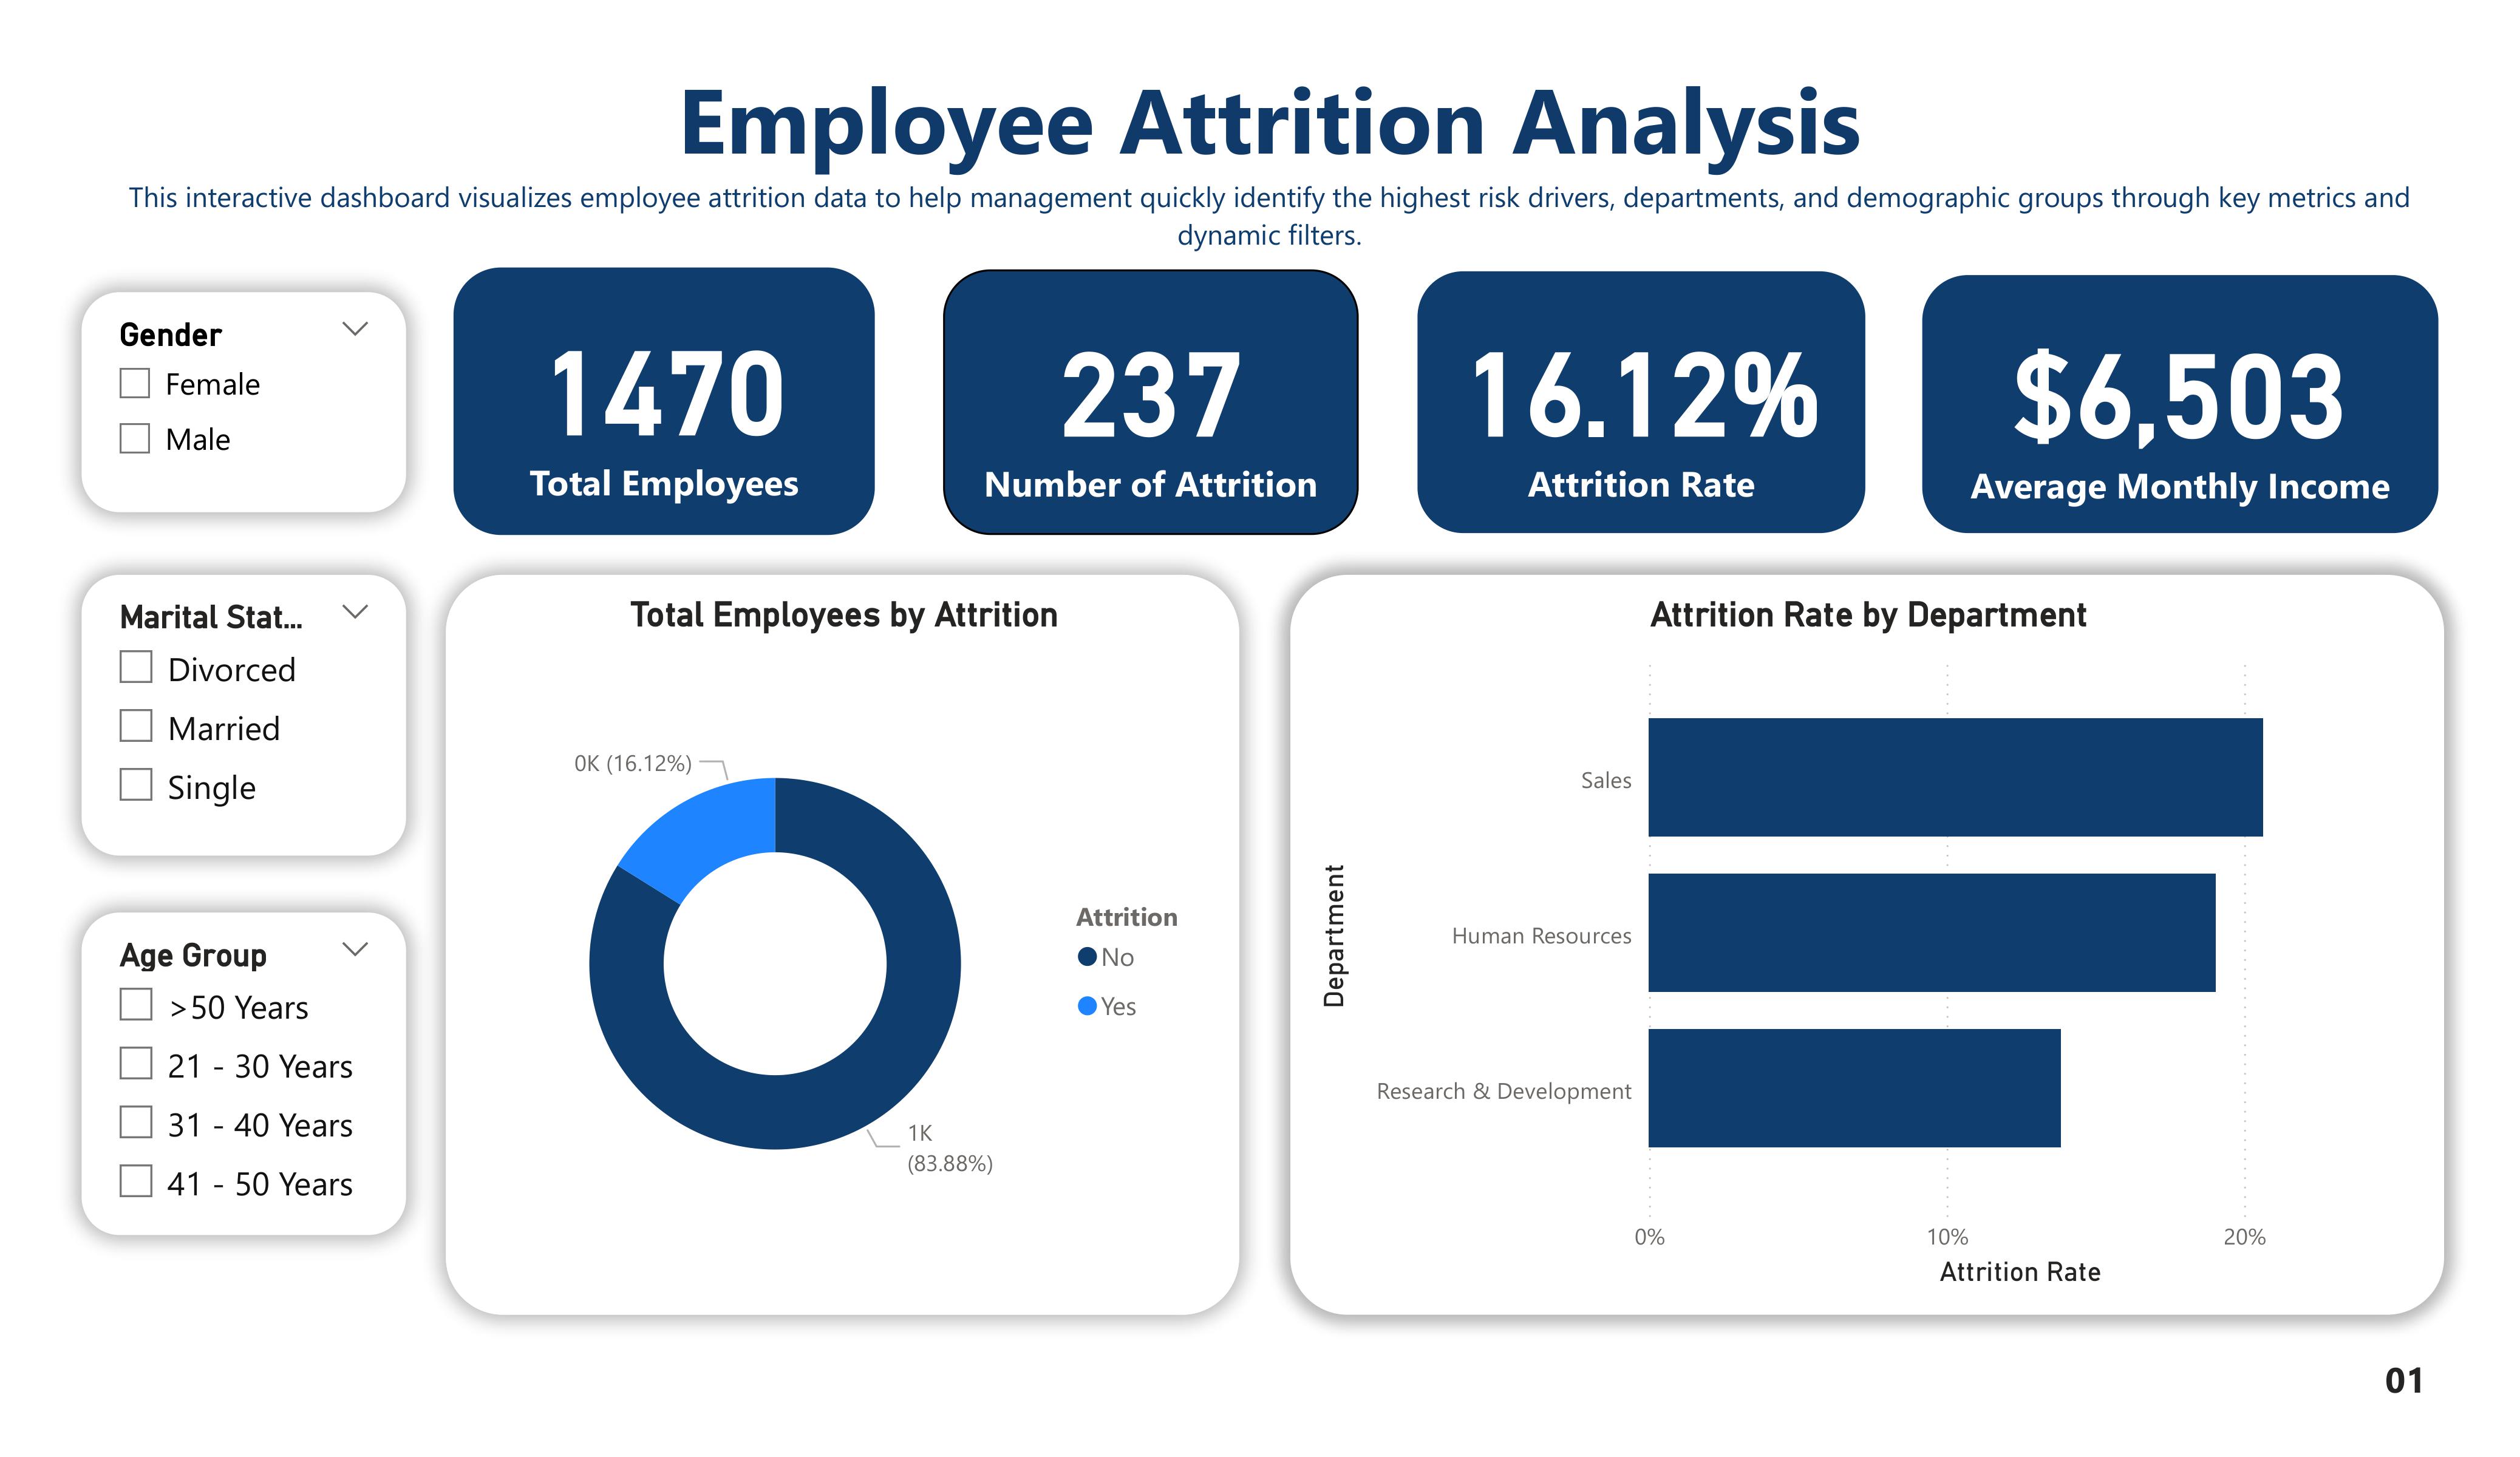 Employee Attrition Analysis
This interactive dashboard visualizes employee attrition data to help management quickly identify the highest risk drivers, departments, and demographic groups through key metrics and
dynamic filters.
Gender
Female
Male
1470
Total Employees
237
Number of Attrition
16.12%
Attrition Rate
$6,503
Average Monthly Income
Marital Stat...
Divorced
Married
Single
Age Group
>50 Years
21 - 30 Years
31 - 40 Years
41 - 50 Years
Total Employees by Attrition
0K (16.12%)
1K
(83.88%)
Attrition
No
Yes
Attrition Rate by Department
Department
Sales
Human Resources
Research & Development
0%
10%
20%
Attrition Rate
01